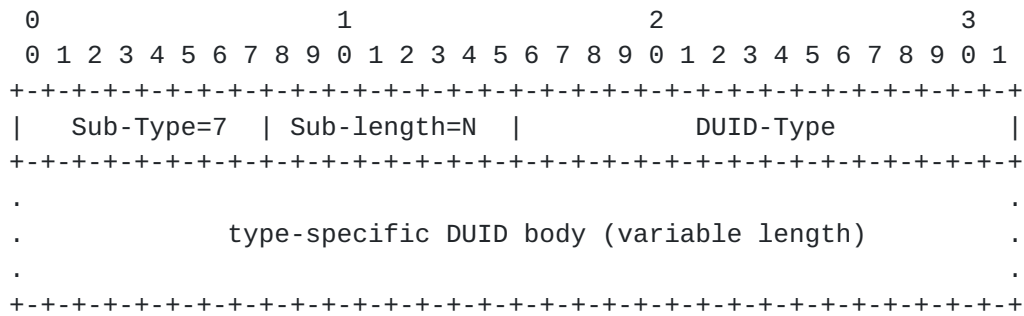 0                   1                   2                   3
 0 1 2 3 4 5 6 7 8 9 0 1 2 3 4 5 6 7 8 9 0 1 2 3 4 5 6 7 8 9 0 1
+-+-+-+-+-+-+-+-+-+-+-+-+-+-+-+-+-+-+-+-+-+-+-+-+-+-+-+-+-+-+-+-+
|   Sub-Type=7  | Sub-length=N  |           DUID-Type           |
+-+-+-+-+-+-+-+-+-+-+-+-+-+-+-+-+-+-+-+-+-+-+-+-+-+-+-+-+-+-+-+-+
.                                                               .
.             type-specific DUID body (variable length)         .
.                                                               .
+-+-+-+-+-+-+-+-+-+-+-+-+-+-+-+-+-+-+-+-+-+-+-+-+-+-+-+-+-+-+-+-+